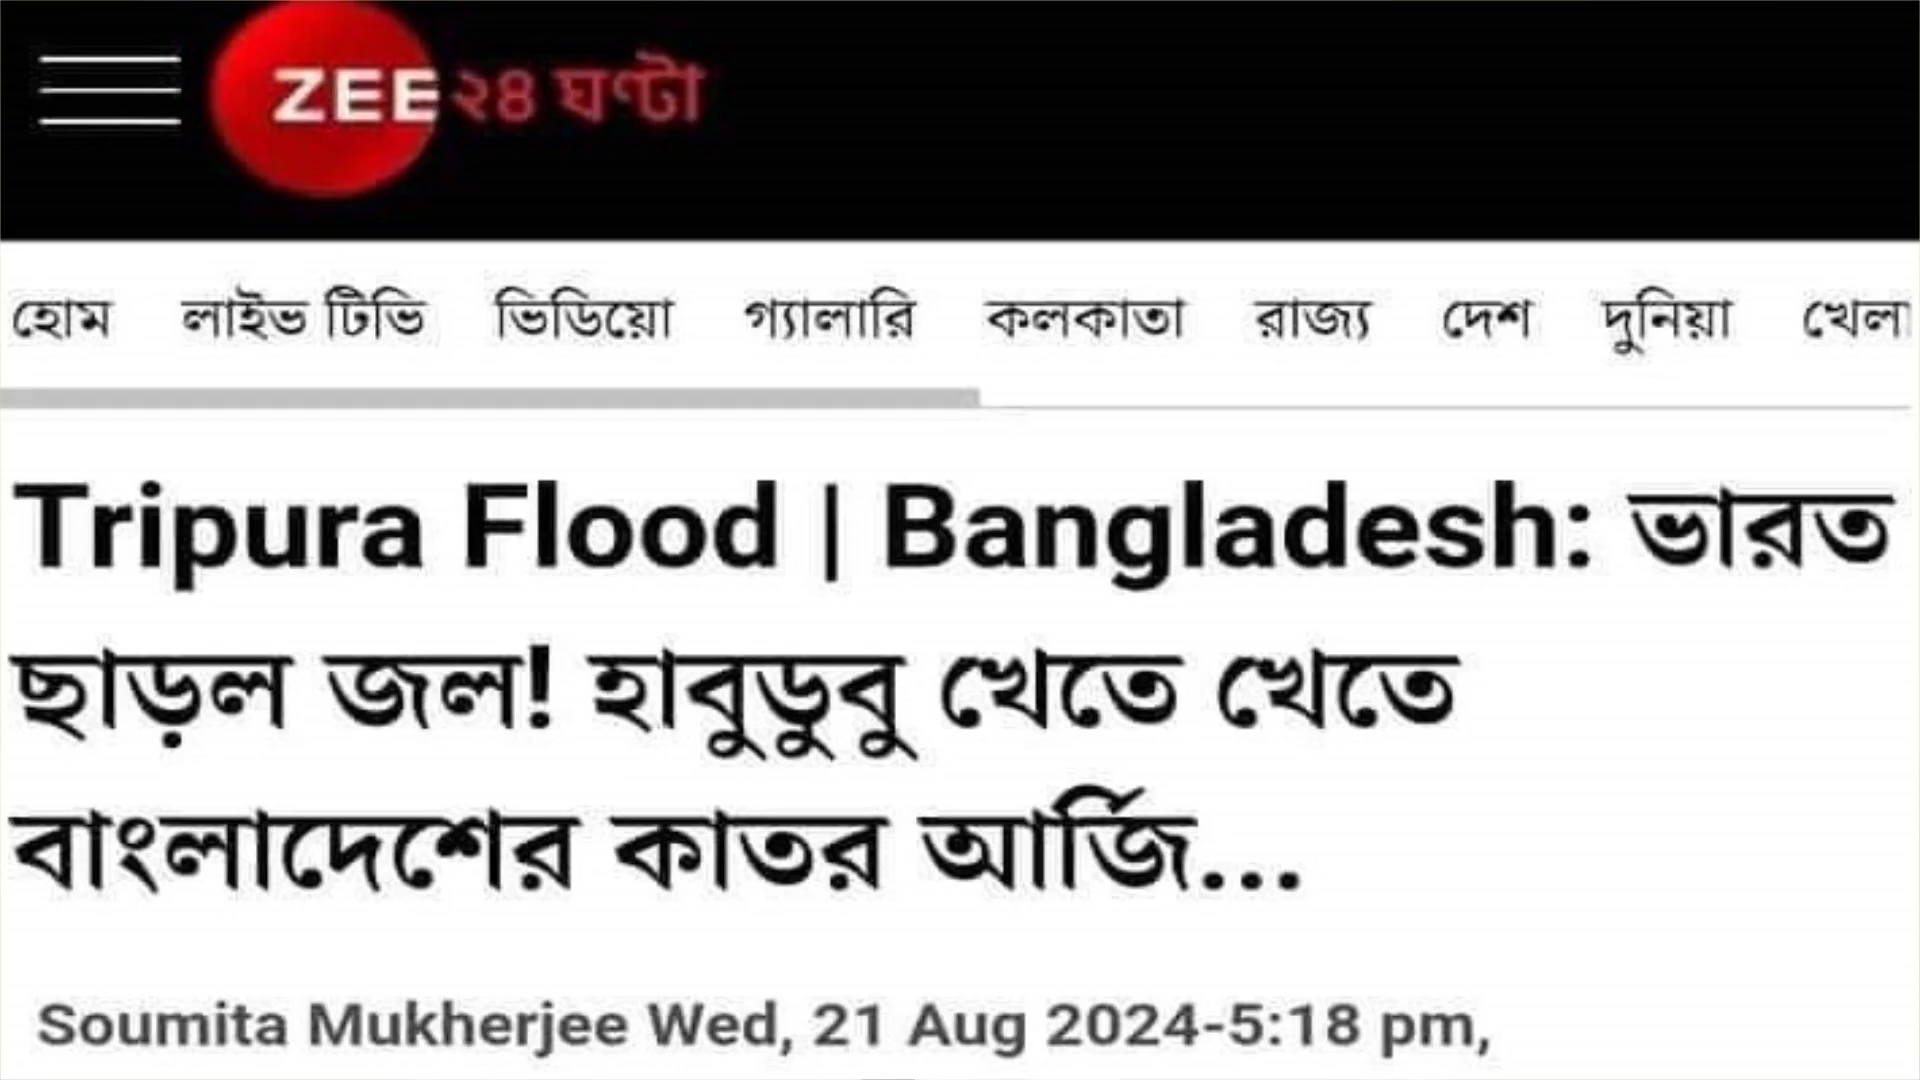 ZEE ২৪ ঘণ্টা
হোম লাইভ টিভি ভিডিয়ো গ্যালারি কলকাতা রাজ্য দেশ দুনিয়া খেলা
Tripura Flood | Bangladesh: ভারত
ছাড়ল জল! হাবুডুবু খেতে খেতে
বাংলাদেশের কাতর আর্জি...
Soumita Mukherjee Wed, 21 Aug 2024-5:18 pm,